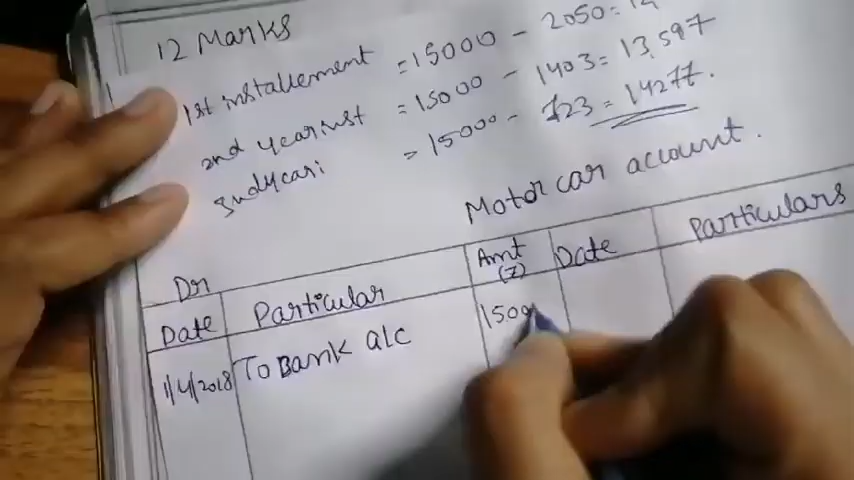 12 Marks
1st installement = 15000 - 2050 = 12
2nd year inst = 15000 - 1403 = 13,597
3rd year: = 15000 - 723 = 14277.
Motor car account.
Dr
Date Particular Amt (₹) Date Particulars
1/4/2018 To Bank a/c 1500